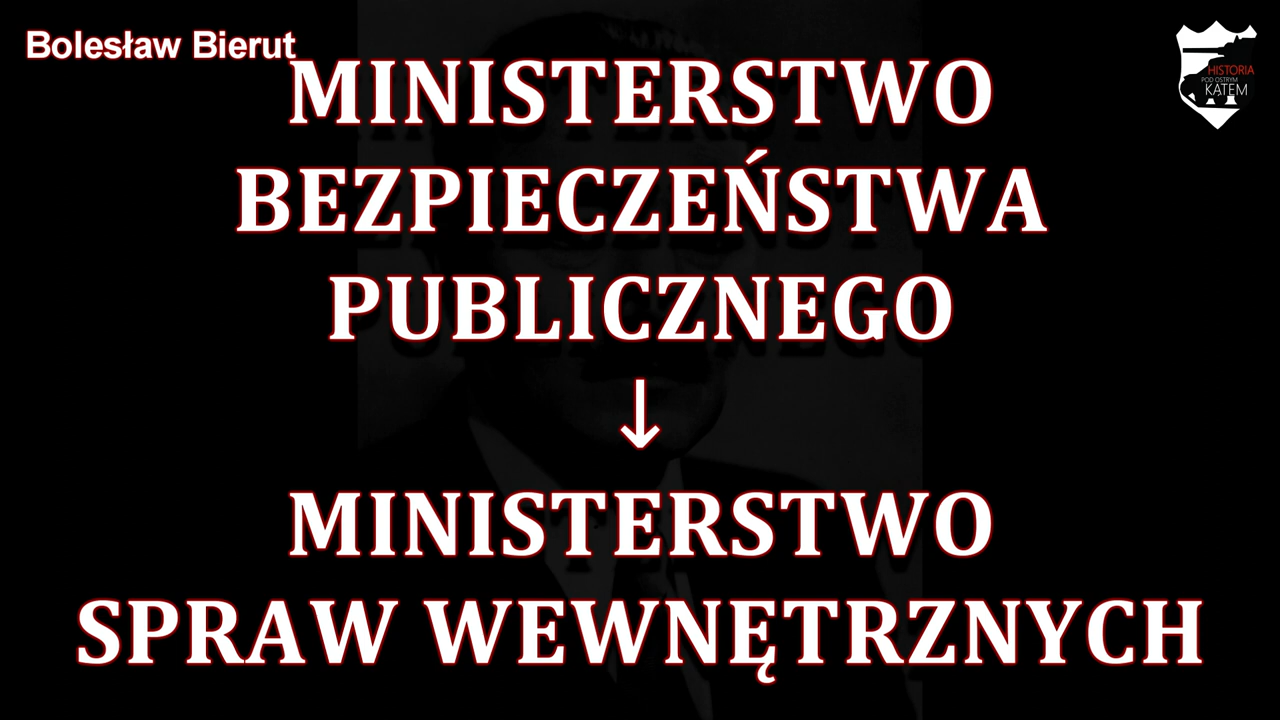 Bolesław Bierut
MINISTERSTWO
BEZPIECZEŃSTWA
PUBLICZNEGO
↓
MINISTERSTWO
SPRAW WEWNĘTRZNYCH
HISTORIA
POD OSTRYM
KĄTEM